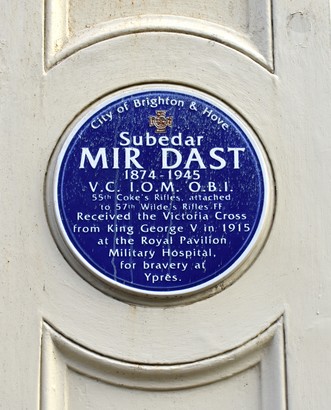 City of Brighton & Hove
Subedar
MIR DAST
1874-1945
V.C. I.O.M. O.B.I.
55th Coke's Rifles, attached
to 57th Wilde's Rifles FF.
Received the Victoria Cross
from King George V in 1915
at the Royal Pavilion
Military Hospital,
for bravery at
Ypres.